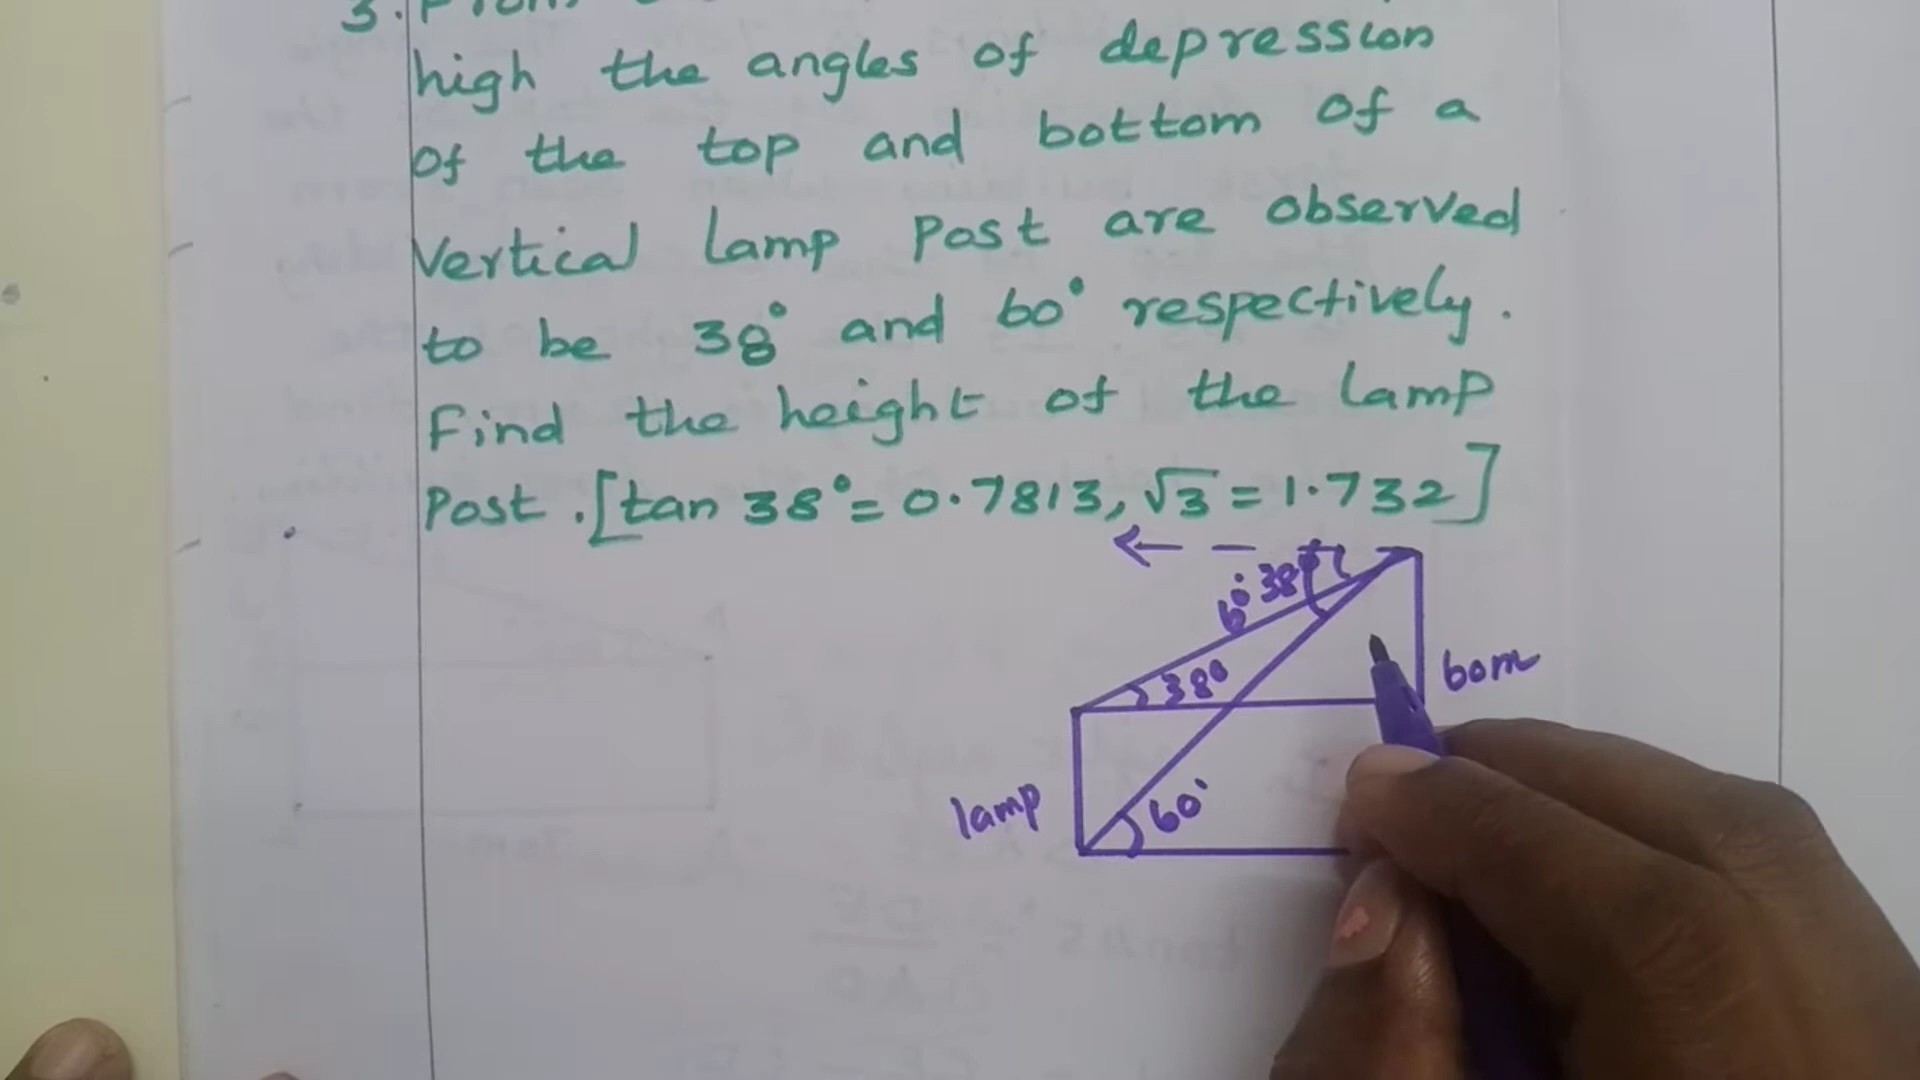 3. From
high the angles of depression
of the top and bottom of a
Vertical lamp Post are observed
to be 38° and 60° respectively.
Find the height of the lamp
Post. [tan 38° = 0.7813, √3 = 1.732]
38°
60°
38°
60m
lamp
60°